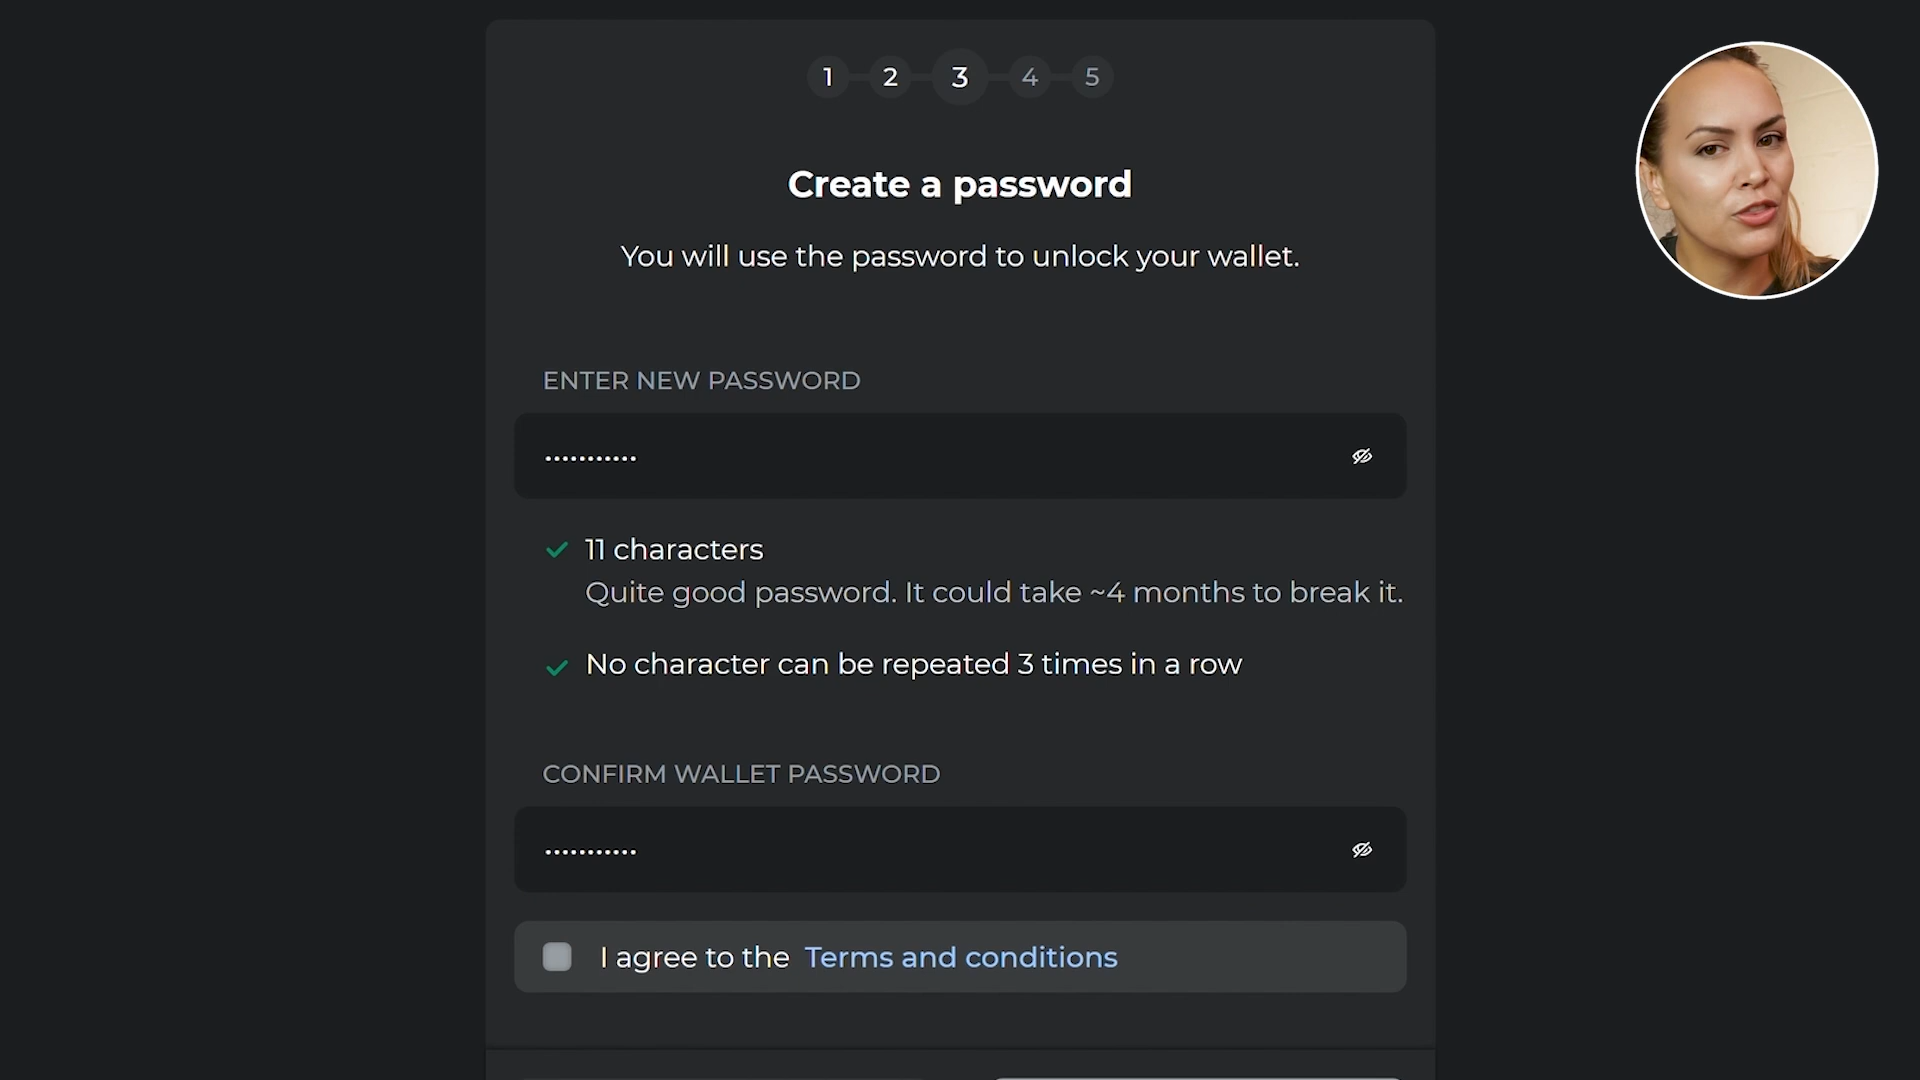 1 2 3 4 5
Create a password
You will use the password to unlock your wallet.
ENTER NEW PASSWORD
•••••••••••
11 characters
Quite good password. It could take ~4 months to break it.
No character can be repeated 3 times in a row
CONFIRM WALLET PASSWORD
•••••••••••
I agree to the Terms and conditions